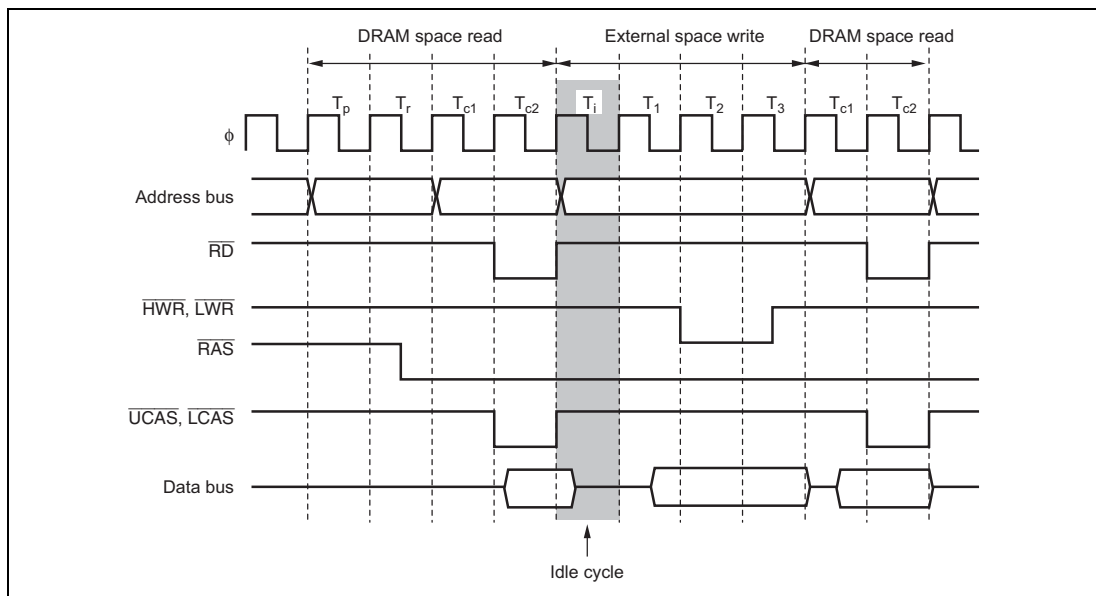 DRAM space read External space write DRAM space read
Tp Tr Tc1 Tc2 Ti T1 T2 T3 Tc1 Tc2
ϕ
Address bus
RD
HWR, LWR
RAS
UCAS, LCAS
Data bus
Idle cycle